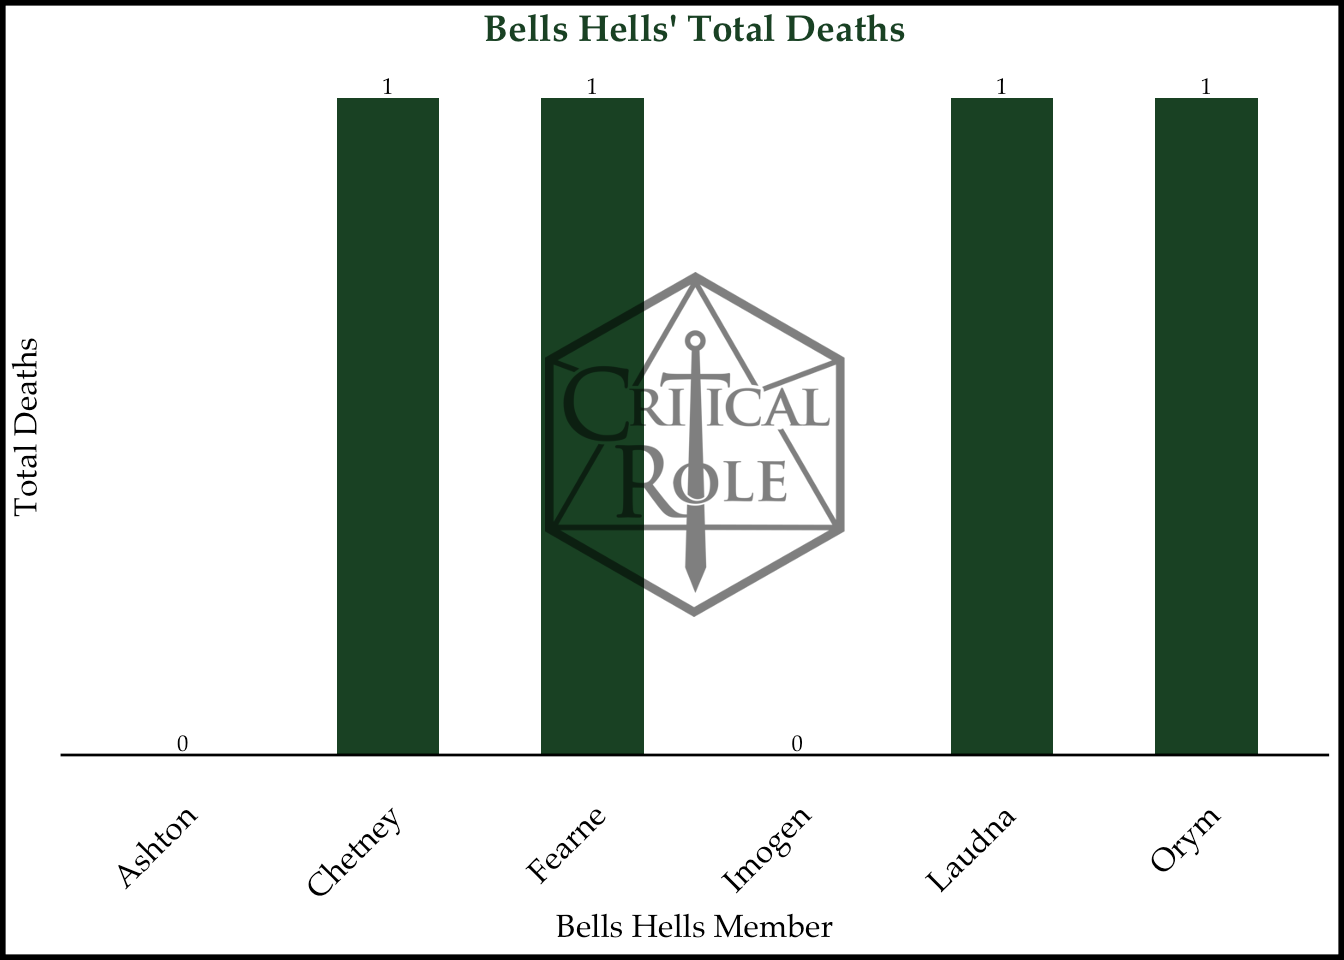 Bells Hells' Total Deaths
1
1
1
1
Total Deaths
CRITICAL
ROLE
0
0
Ashton
Chetney
Fearne
Imogen
Laudna
Orym
Bells Hells Member